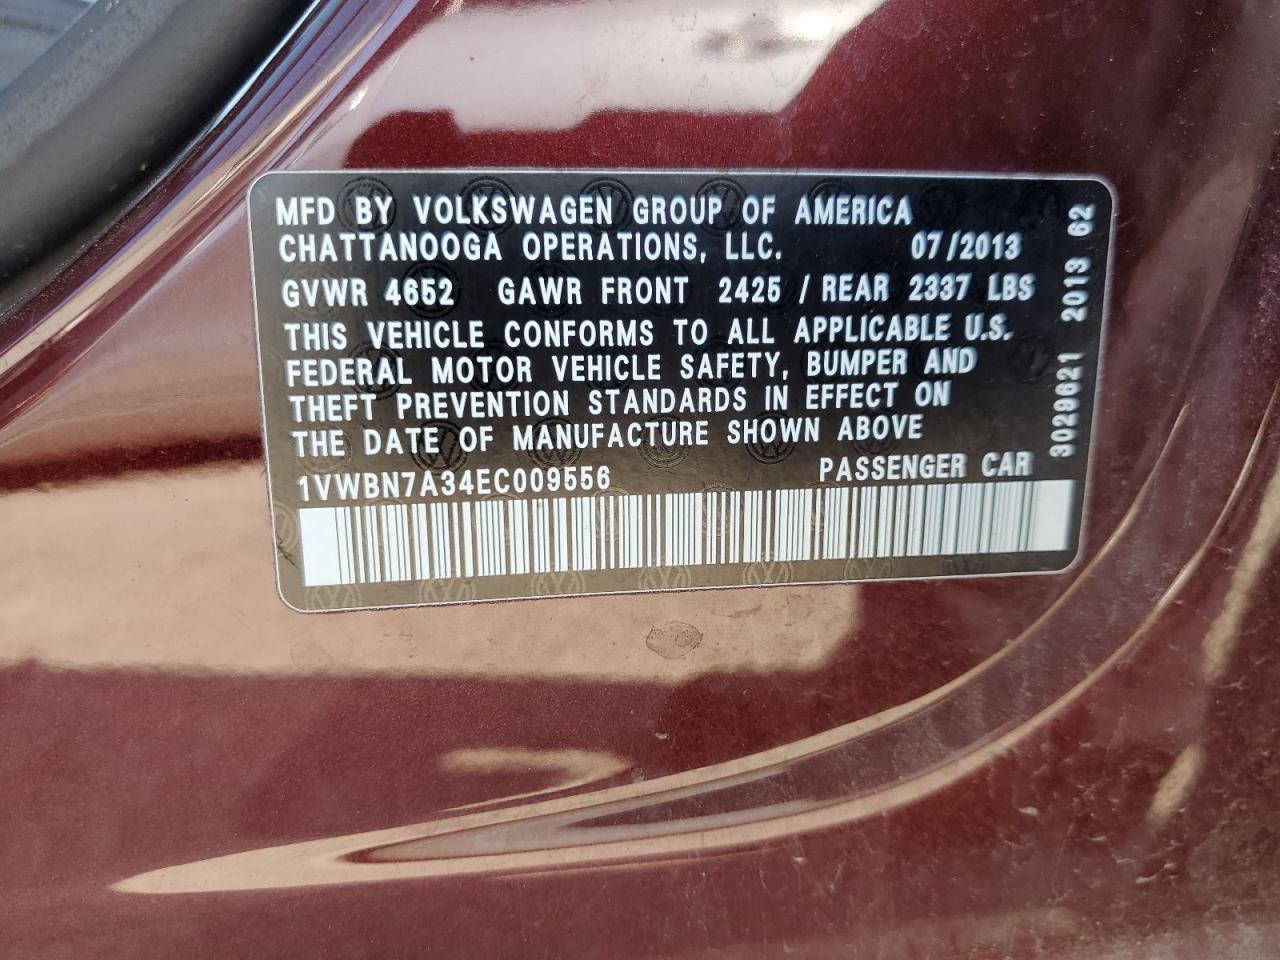 MFD BY VOLKSWAGEN GROUP OF AMERICA
CHATTANOOGA OPERATIONS, LLC. 07/2013
GVWR 4652 GAWR FRONT 2425 / REAR 2337 LBS
THIS VEHICLE CONFORMS TO ALL APPLICABLE U.S.
FEDERAL MOTOR VEHICLE SAFETY, BUMPER AND
THEFT PREVENTION STANDARDS IN EFFECT ON
THE DATE OF MANUFACTURE SHOWN ABOVE
1VWBN7A34EC009556 PASSENGER CAR
3029621 2013 62